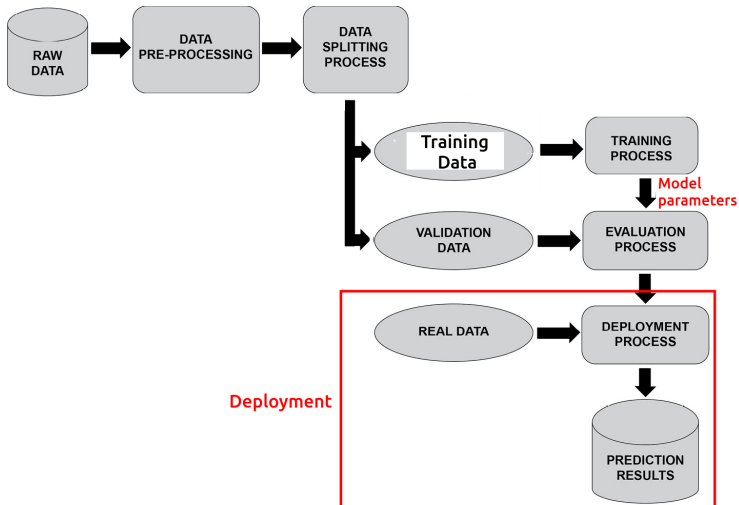 RAW
DATA
DATA
PRE-PROCESSING
DATA
SPLITTING
PROCESS
Training
Data
TRAINING
PROCESS
Model
parameters
VALIDATION
DATA
EVALUATION
PROCESS
REAL DATA
DEPLOYMENT
PROCESS
Deployment
PREDICTION
RESULTS